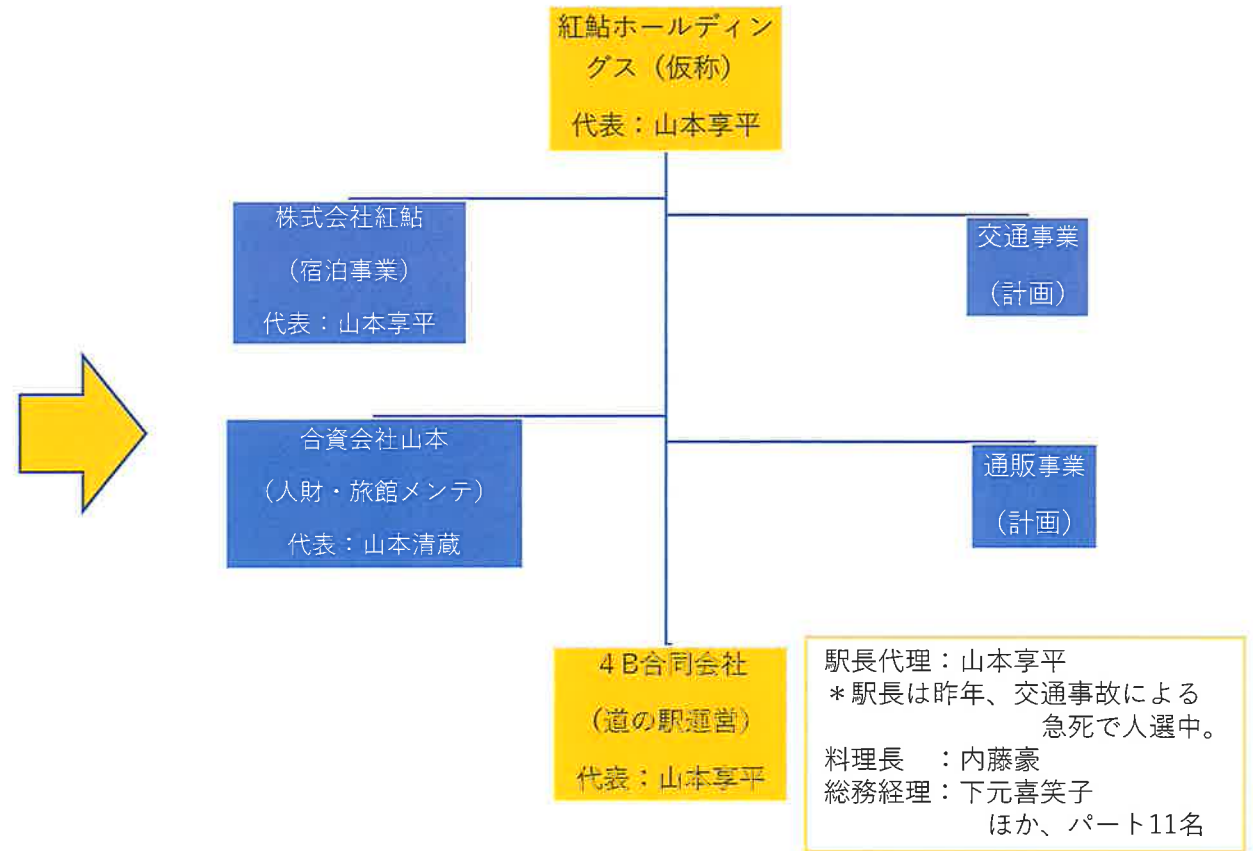 紅鮎ホールディン
グス（仮称）
代表：山本享平
株式会社紅鮎
（宿泊事業）
代表：山本享平
交通事業
（計画）
合資会社山本
（人財・旅館メンテ）
代表：山本清蔵
通販事業
（計画）
４B合同会社
（道の駅運営）
代表：山本享平
駅長代理：山本享平
＊駅長は昨年、交通事故による
急死で人選中。
料理長　：内藤豪
総務経理：下元喜笑子
ほか、パート11名